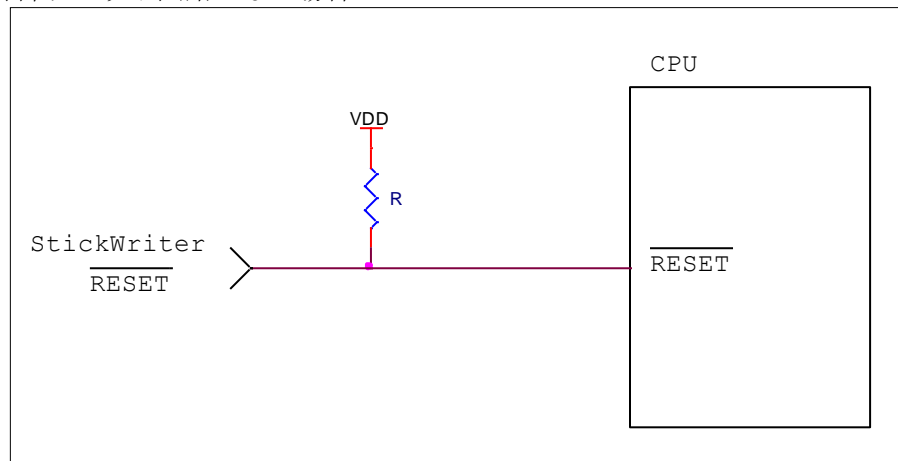 CPU
VDD
R
StickWriter
RESET
RESET